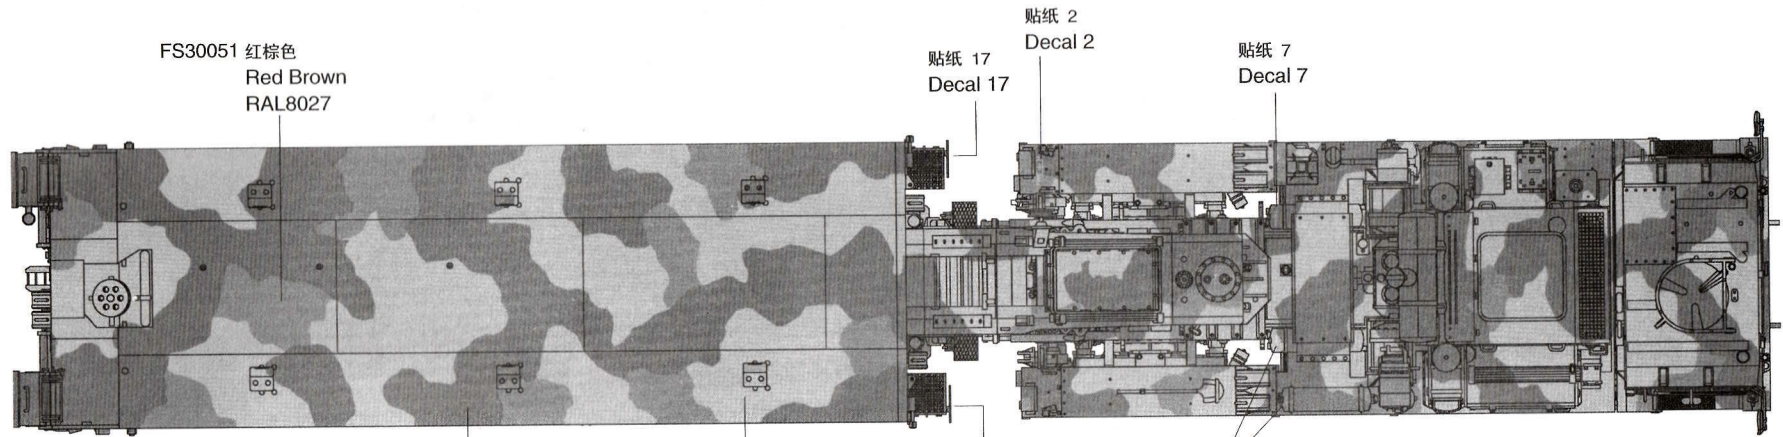 FS30051 红棕色
Red Brown
RAL8027
贴纸 17
Decal 17
贴纸 2
Decal 2
贴纸 7
Decal 7